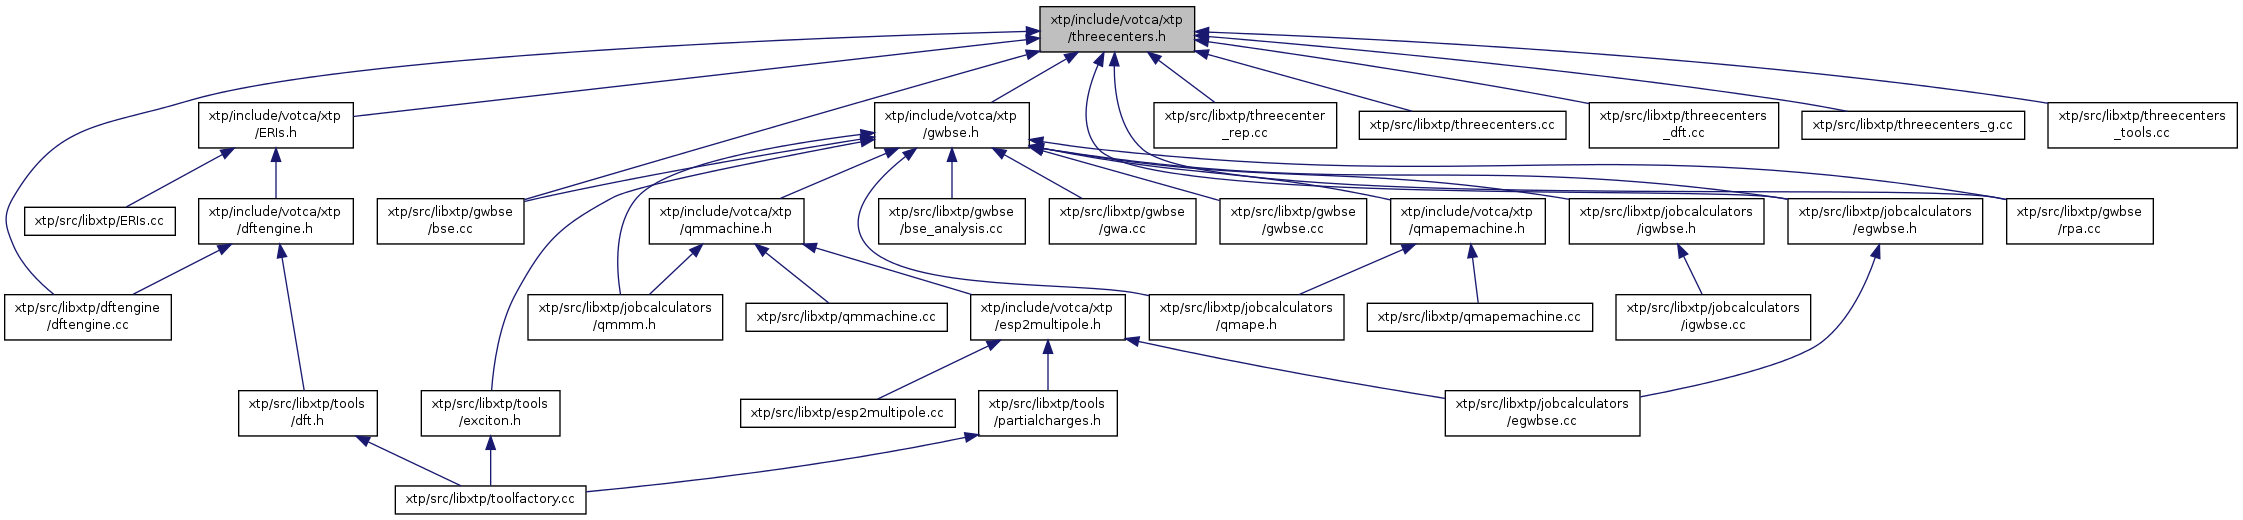 xtp/include/votca/xtp
/threecenters.h
xtp/include/votca/xtp
/ERIs.h
xtp/include/votca/xtp
/gwbse.h
xtp/src/libxtp/threecenter
_rep.cc
xtp/src/libxtp/threecenters.cc
xtp/src/libxtp/threecenters
_dft.cc
xtp/src/libxtp/threecenters_g.cc
xtp/src/libxtp/threecenters
_tools.cc
xtp/src/libxtp/ERIs.cc
xtp/include/votca/xtp
/dftengine.h
xtp/src/libxtp/gwbse
/bse.cc
xtp/include/votca/xtp
/qmmachine.h
xtp/src/libxtp/gwbse
/bse_analysis.cc
xtp/src/libxtp/gwbse
/gwa.cc
xtp/src/libxtp/gwbse
/gwbse.cc
xtp/include/votca/xtp
/qmapemachine.h
xtp/src/libxtp/jobcalculators
/igwbse.h
xtp/src/libxtp/jobcalculators
/egwbse.h
xtp/src/libxtp/gwbse
/rpa.cc
xtp/src/libxtp/dftengine
/dftengine.cc
xtp/src/libxtp/jobcalculators
/qmmm.h
xtp/src/libxtp/qmmachine.cc
xtp/include/votca/xtp
/esp2multipole.h
xtp/src/libxtp/jobcalculators
/qmape.h
xtp/src/libxtp/qmapemachine.cc
xtp/src/libxtp/jobcalculators
/igwbse.cc
xtp/src/libxtp/tools
/dft.h
xtp/src/libxtp/tools
/exciton.h
xtp/src/libxtp/esp2multipole.cc
xtp/src/libxtp/tools
/partialcharges.h
xtp/src/libxtp/jobcalculators
/egwbse.cc
xtp/src/libxtp/toolfactory.cc